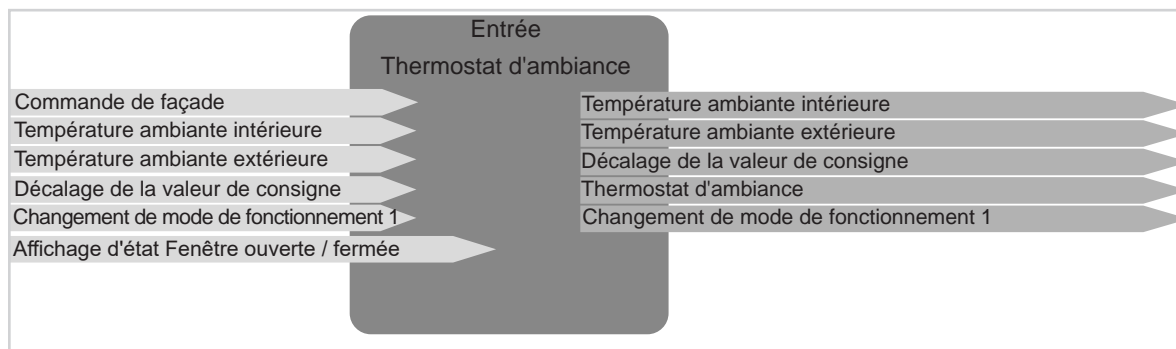 Entrée
Thermostat d'ambiance
Commande de façade
Température ambiante intérieure
Température ambiante extérieure
Décalage de la valeur de consigne
Changement de mode de fonctionnement 1
Affichage d'état Fenêtre ouverte / fermée
Température ambiante intérieure
Température ambiante extérieure
Décalage de la valeur de consigne
Thermostat d'ambiance
Changement de mode de fonctionnement 1